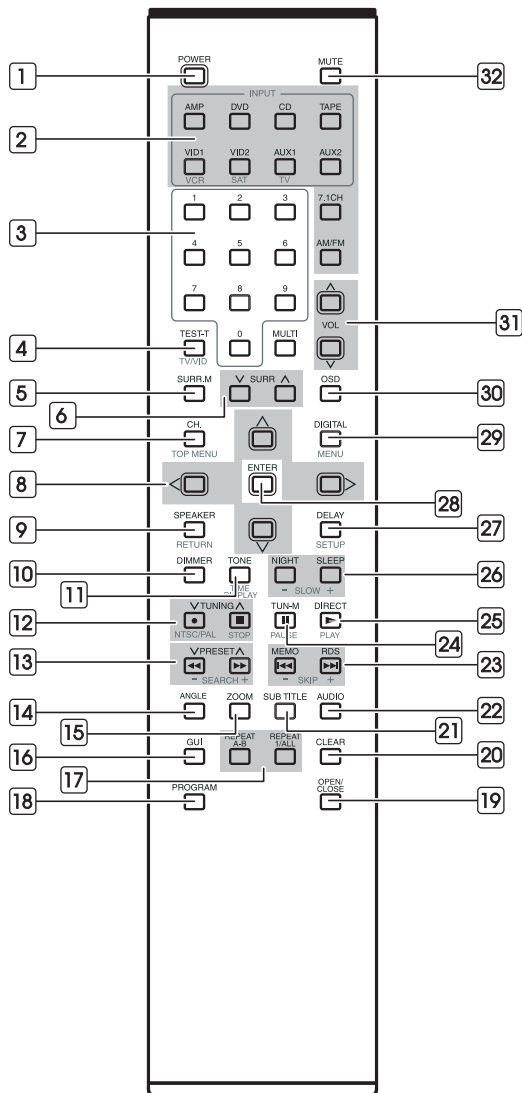 POWER MUTE
1 32
INPUT
AMP DVD CD TAPE
2
VID1 VID2 AUX1 AUX2
VCR SAT TV
1 2 3 7.1CH
3
4 5 6 AM/FM
7 8 9
VOL 31
4 TEST-T 0 MULTI
TV/VID
5 SURR.M SURR OSD 30
6
7 CH. DIGITAL 29
TOP MENU MENU
8 ENTER
28
9 SPEAKER DELAY 27
RETURN SETUP
10 DIMMER TONE NIGHT SLEEP 26
11 - SLOW +
12 TUNING TUN-M DIRECT 25
NTSC/PAL STOP PAUSE PLAY
24
13 PRESET MEMO RDS 23
- SEARCH + - SKIP +
14 ANGLE ZOOM SUB TITLE AUDIO 22
15 21
16 GUI REPEAT A-B REPEAT 1/ALL CLEAR 20
17
18 PROGRAM OPEN/CLOSE 19